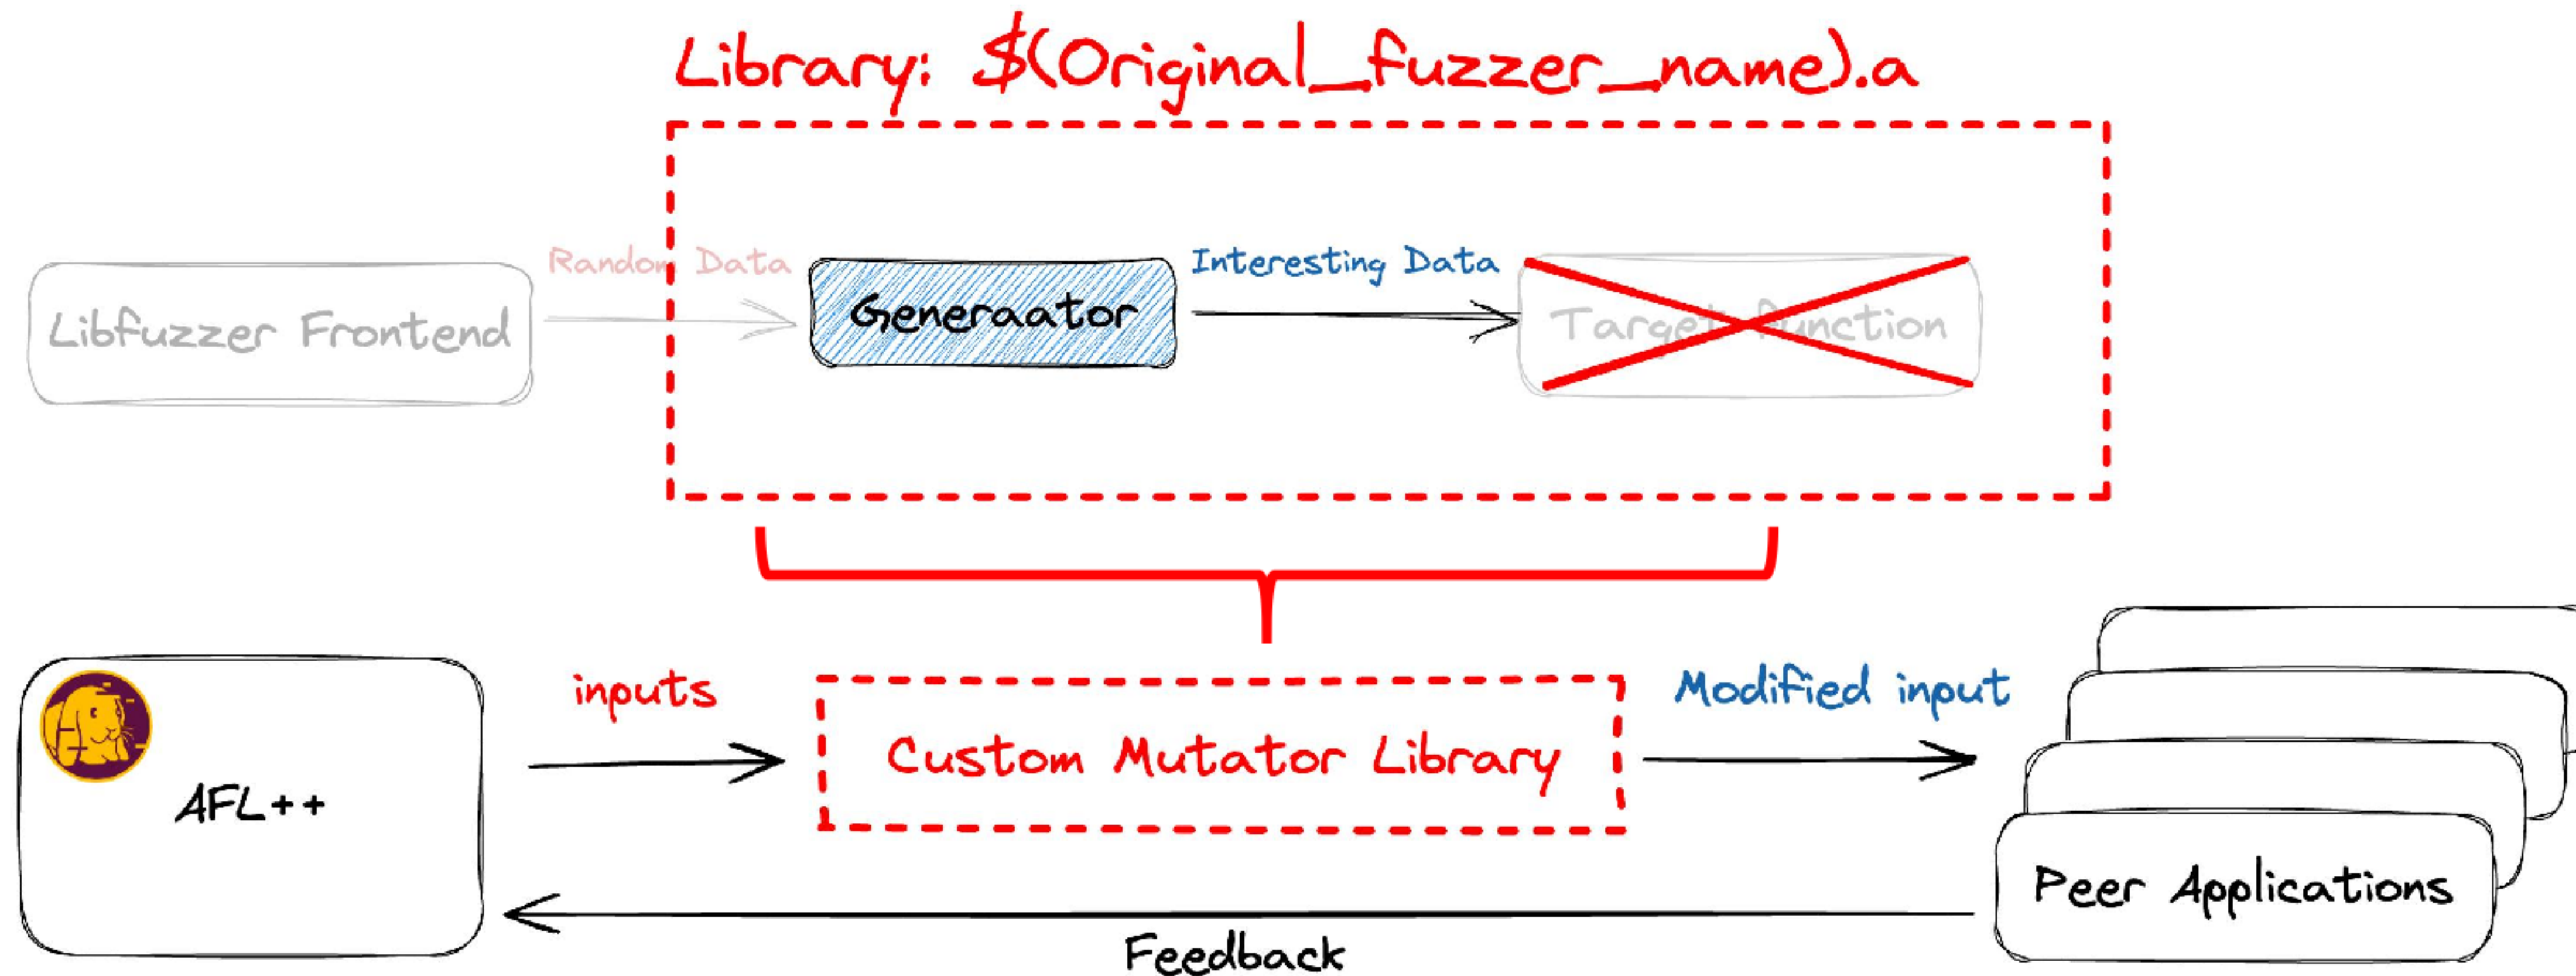 Library: $(Original_fuzzer_name).a
Random Data
Interesting Data
Libfuzzer Frontend
Generaator
Target function
inputs
Modified input
Custom Mutator Library
AFL++
Peer Applications
Feedback